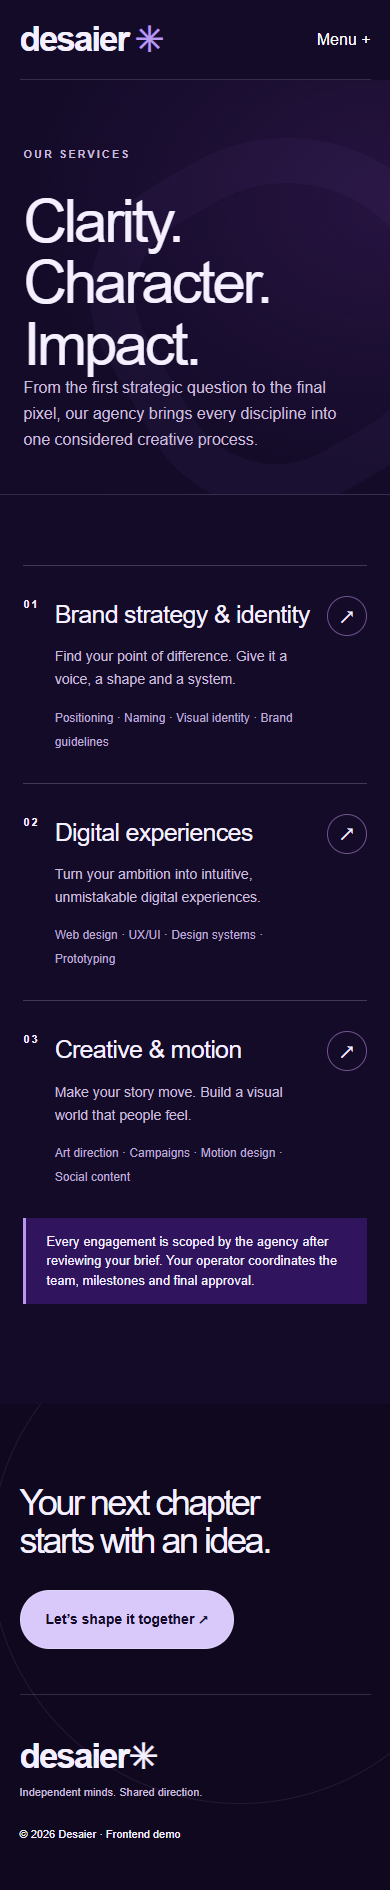 desaier ✳
Menu +
OUR SERVICES
Clarity.
Character.
Impact.
From the first strategic question to the final
pixel, our agency brings every discipline into
one considered creative process.
01
Brand strategy & identity
↗
Find your point of difference. Give it a
voice, a shape and a system.
Positioning · Naming · Visual identity · Brand
guidelines
02
Digital experiences
↗
Turn your ambition into intuitive,
unmistakable digital experiences.
Web design · UX/UI · Design systems ·
Prototyping
03
Creative & motion
↗
Make your story move. Build a visual
world that people feel.
Art direction · Campaigns · Motion design ·
Social content
Every engagement is scoped by the agency after
reviewing your brief. Your operator coordinates the
team, milestones and final approval.
Your next chapter
starts with an idea.
Let’s shape it together ↗
desaier✳
Independent minds. Shared direction.
© 2026 Desaier · Frontend demo